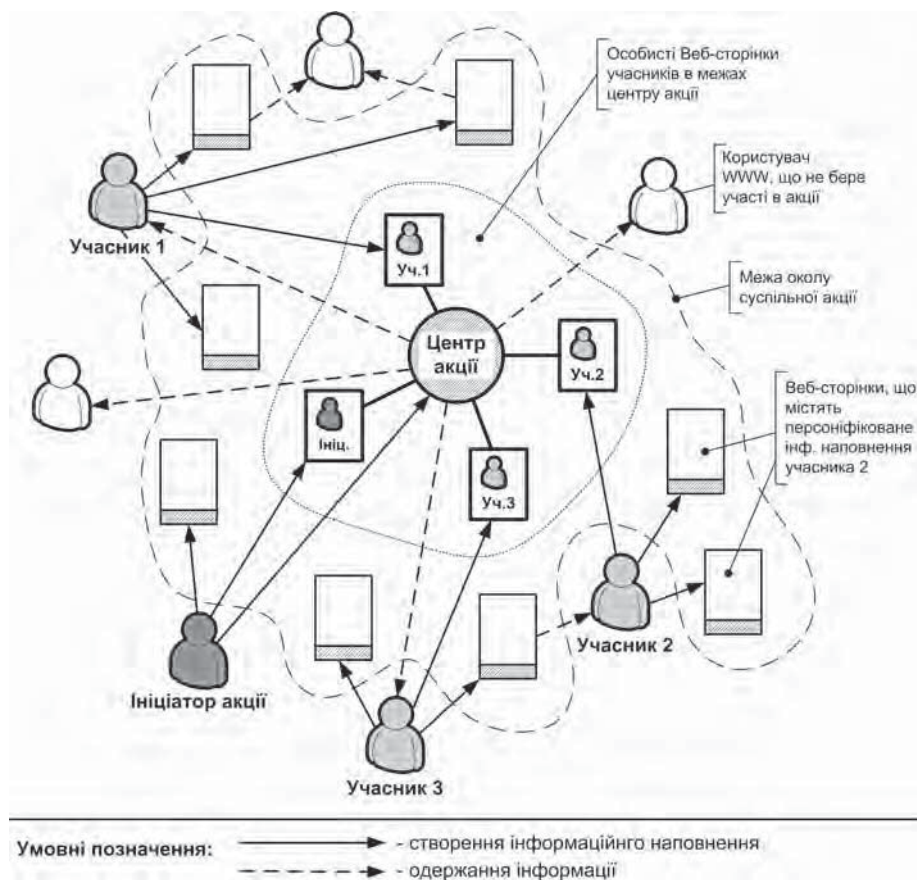 Особисті Веб-сторінки
учасників в межах
центру акції
Користувач
WWW, що не бере
участі в акції
Учасник 1
Уч.1
Межа околу
суспільної акції
Центр
акції
Уч.2
Веб-сторінки, що
містять
персоніфіковане
інф. наповнення
учасника 2
Ініц.
Уч.3
Учасник 2
Ініціатор акції
Учасник 3
Умовні позначення:
- створення інформаційнго наповнення
- одержання інформації